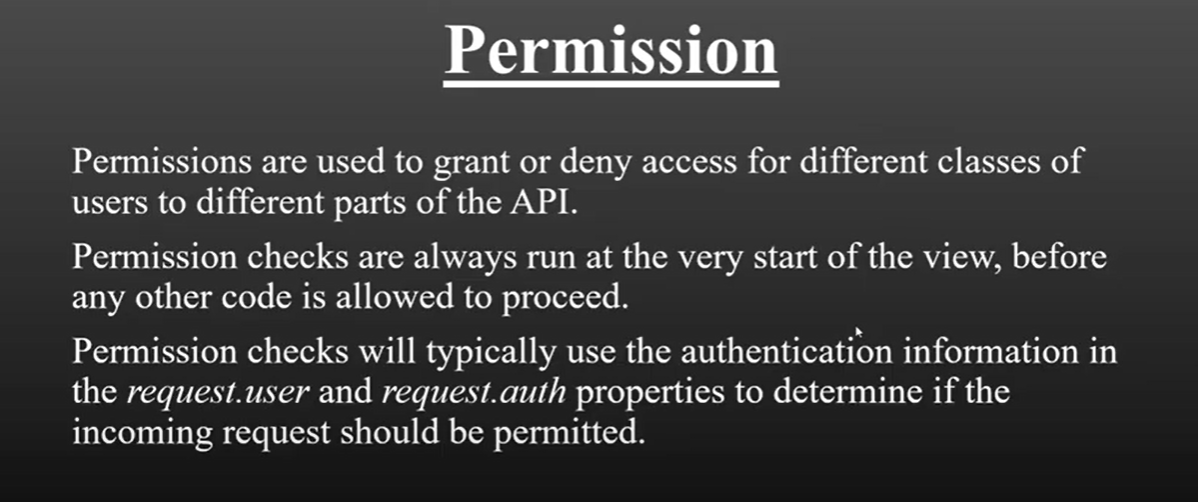 Permission
Permissions are used to grant or deny access for different classes of
users to different parts of the API.
Permission checks are always run at the very start of the view, before
any other code is allowed to proceed.
Permission checks will typically use the authentication information in
the request.user and request.auth properties to determine if the
incoming request should be permitted.